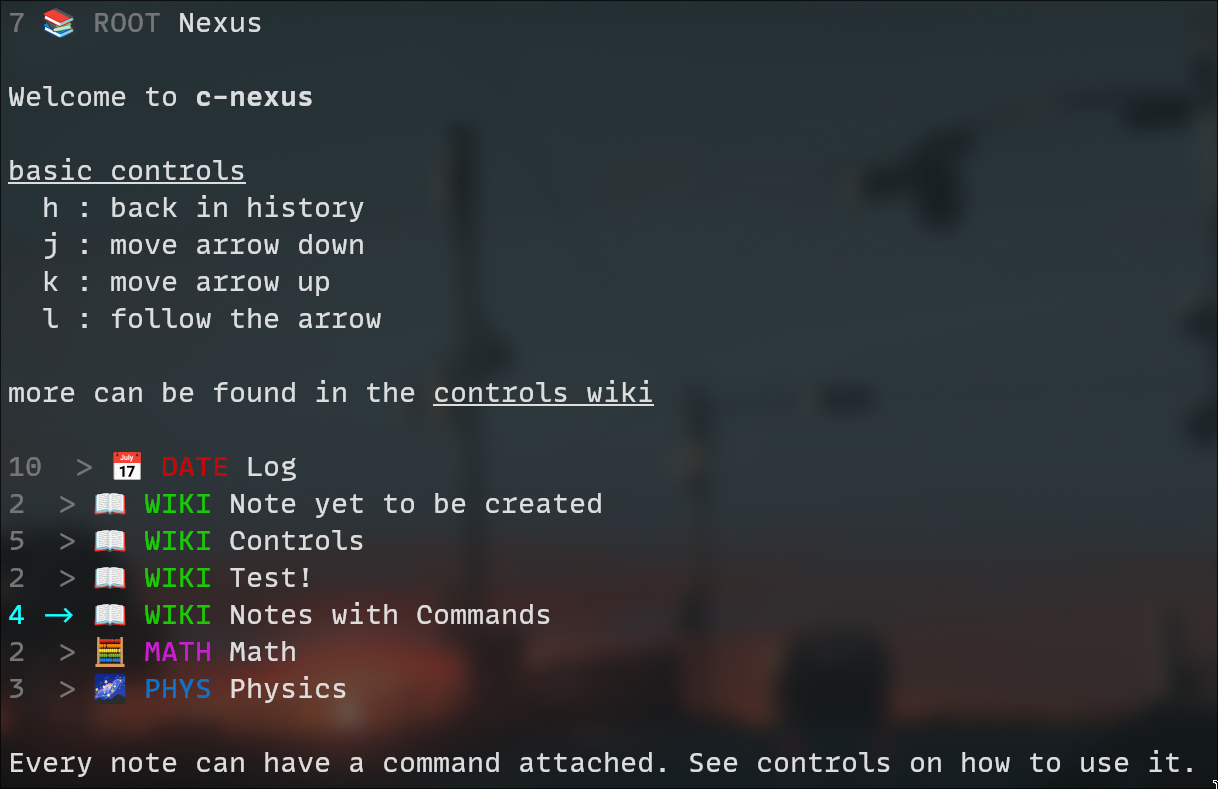 7 📚 ROOT Nexus
Welcome to c-nexus
basic controls
h : back in history
j : move arrow down
k : move arrow up
l : follow the arrow
more can be found in the controls wiki
10 > 📅 DATE Log
2 > 📖 WIKI Note yet to be created
5 > 📖 WIKI Controls
2 > 📖 WIKI Test!
4 → 📖 WIKI Notes with Commands
2 > 🧮 MATH Math
3 > 🌌 PHYS Physics
Every note can have a command attached. See controls on how to use it.